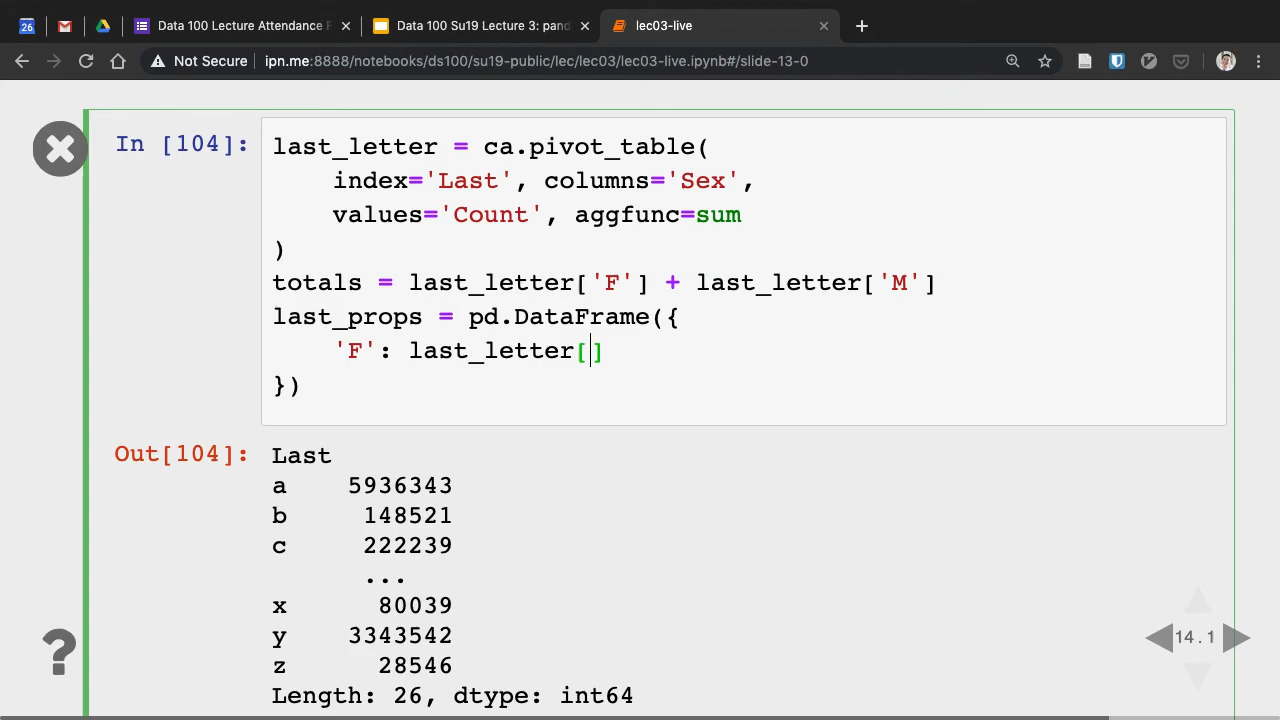 26
Data 100 Lecture Attendance F
Data 100 Su19 Lecture 3: pand
lec03-live
Not Secure | ipn.me:8888/notebooks/ds100/su19-public/lec/lec03/lec03-live.ipynb#/slide-13-0
In [104]:
last_letter = ca.pivot_table(
    index='Last', columns='Sex',
    values='Count', aggfunc=sum
)
totals = last_letter['F'] + last_letter['M']
last_props = pd.DataFrame({
    'F': last_letter[]
})
Out[104]:
Last
a 5936343
b 148521
c 222239
...
x 80039
y 3343542
z 28546
Length: 26, dtype: int64
14.1
?